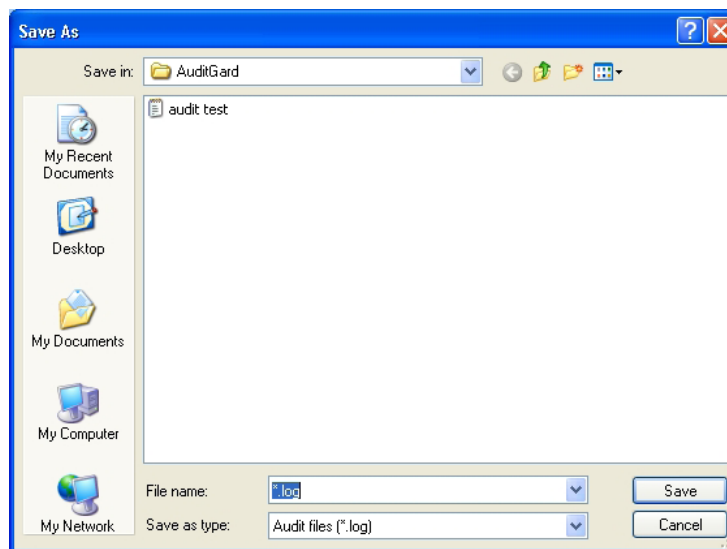 Save As
Save in: AuditGard
audit test
My Recent
Documents
Desktop
My Documents
My Computer
My Network
File name: *.log Save
Save as type: Audit files (*.log) Cancel